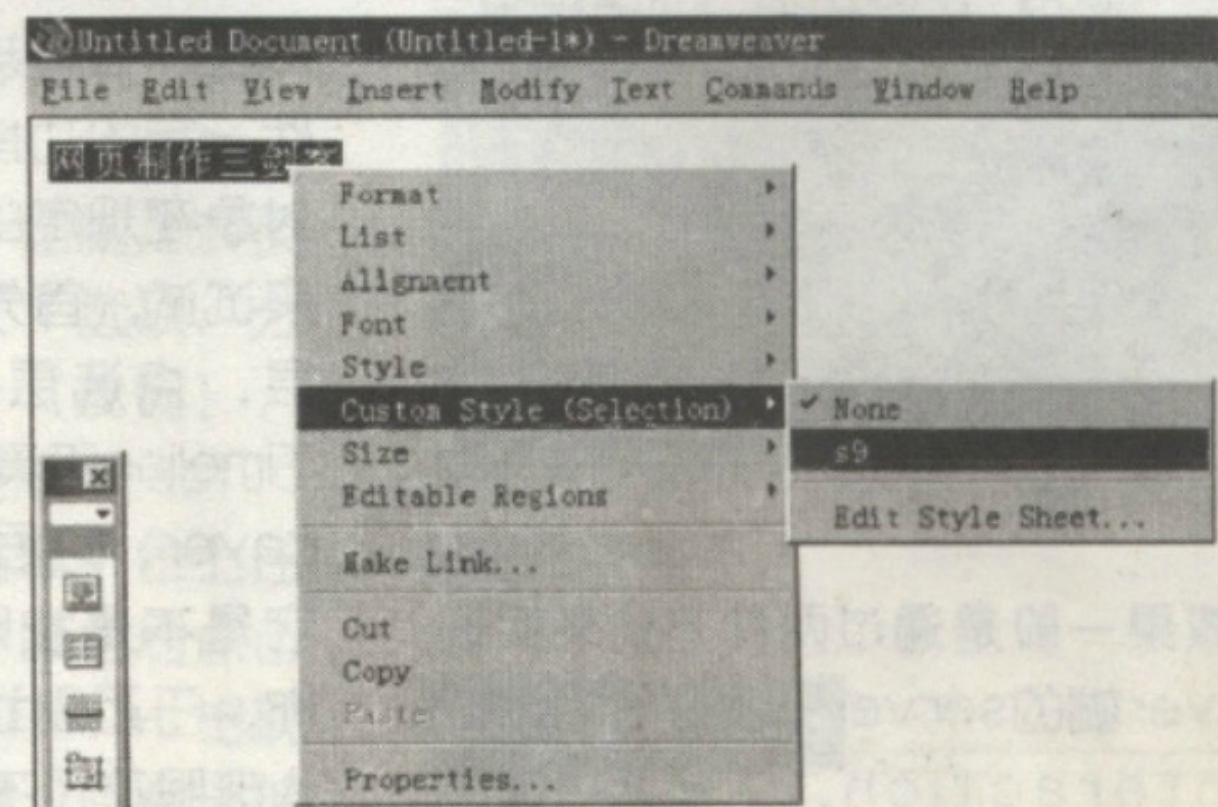 Untitled Document (Untitled-1*) - Dreamweaver
File Edit View Insert Modify Text Commands Window Help
网页制作三剑客
Format
List
Alignment
Font
Style
Custom Style (Selection)
None
s9
Edit Style Sheet...
Size
Editable Regions
Make Link...
Cut
Copy
Paste
Properties...